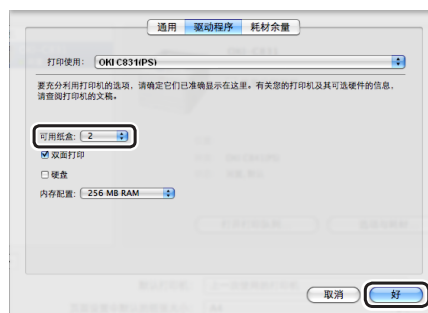 通用 驱动程序 耗材余量
打印使用: OKI C831(PS)
要充分利用打印机的选项，请确定它们已准确显示在这里。有关您的打印机及其可选硬件的信息，
请查阅打印机的文稿。
可用纸盒: 2
双面打印
硬盘
内存配置: 256 MB RAM
取消 好